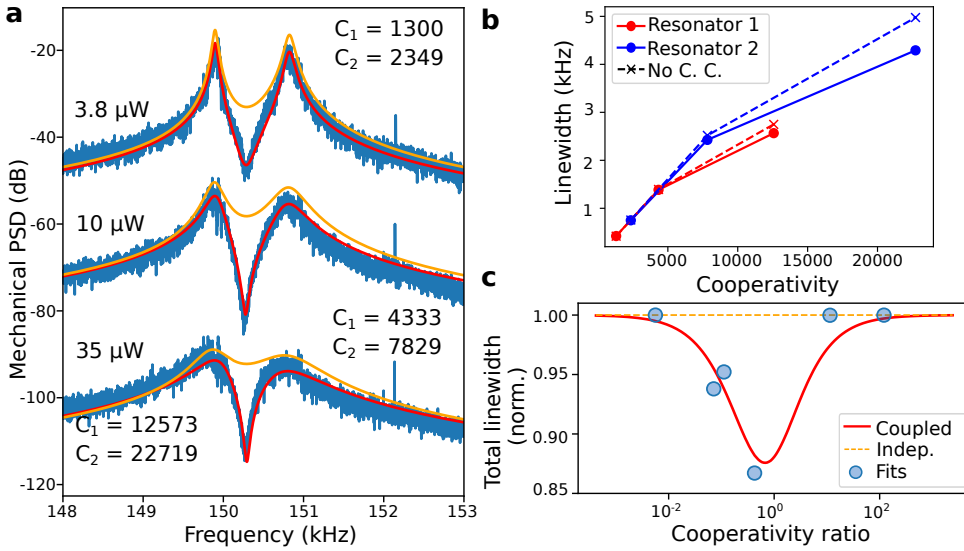 a
Mechanical PSD (dB)
-20
-40
-60
-80
-100
-120
C1 = 1300
C2 = 2349
3.8 µW
10 µW
C1 = 4333
C2 = 7829
35 µW
C1 = 12573
C2 = 22719
148 149 150 151 152 153
Frequency (kHz)
b
Linewidth (kHz)
5
4
3
2
1
Resonator 1
Resonator 2
No C. C.
5000 10000 15000 20000
Cooperativity
c
Total linewidth
(norm.)
1.00
0.95
0.90
0.85
Coupled
Indep.
Fits
10⁻² 10⁰ 10²
Cooperativity ratio